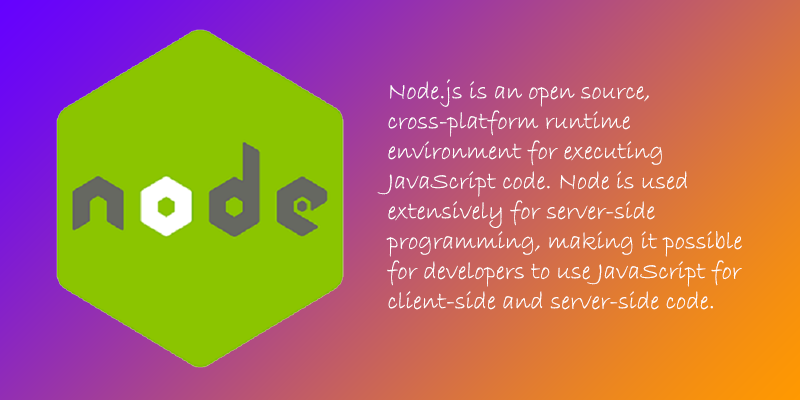 node
Node.js is an open source,
cross-platform runtime
environment for executing
JavaScript code. Node is used
extensively for server-side
programming, making it possible
for developers to use JavaScript for
client-side and server-side code.